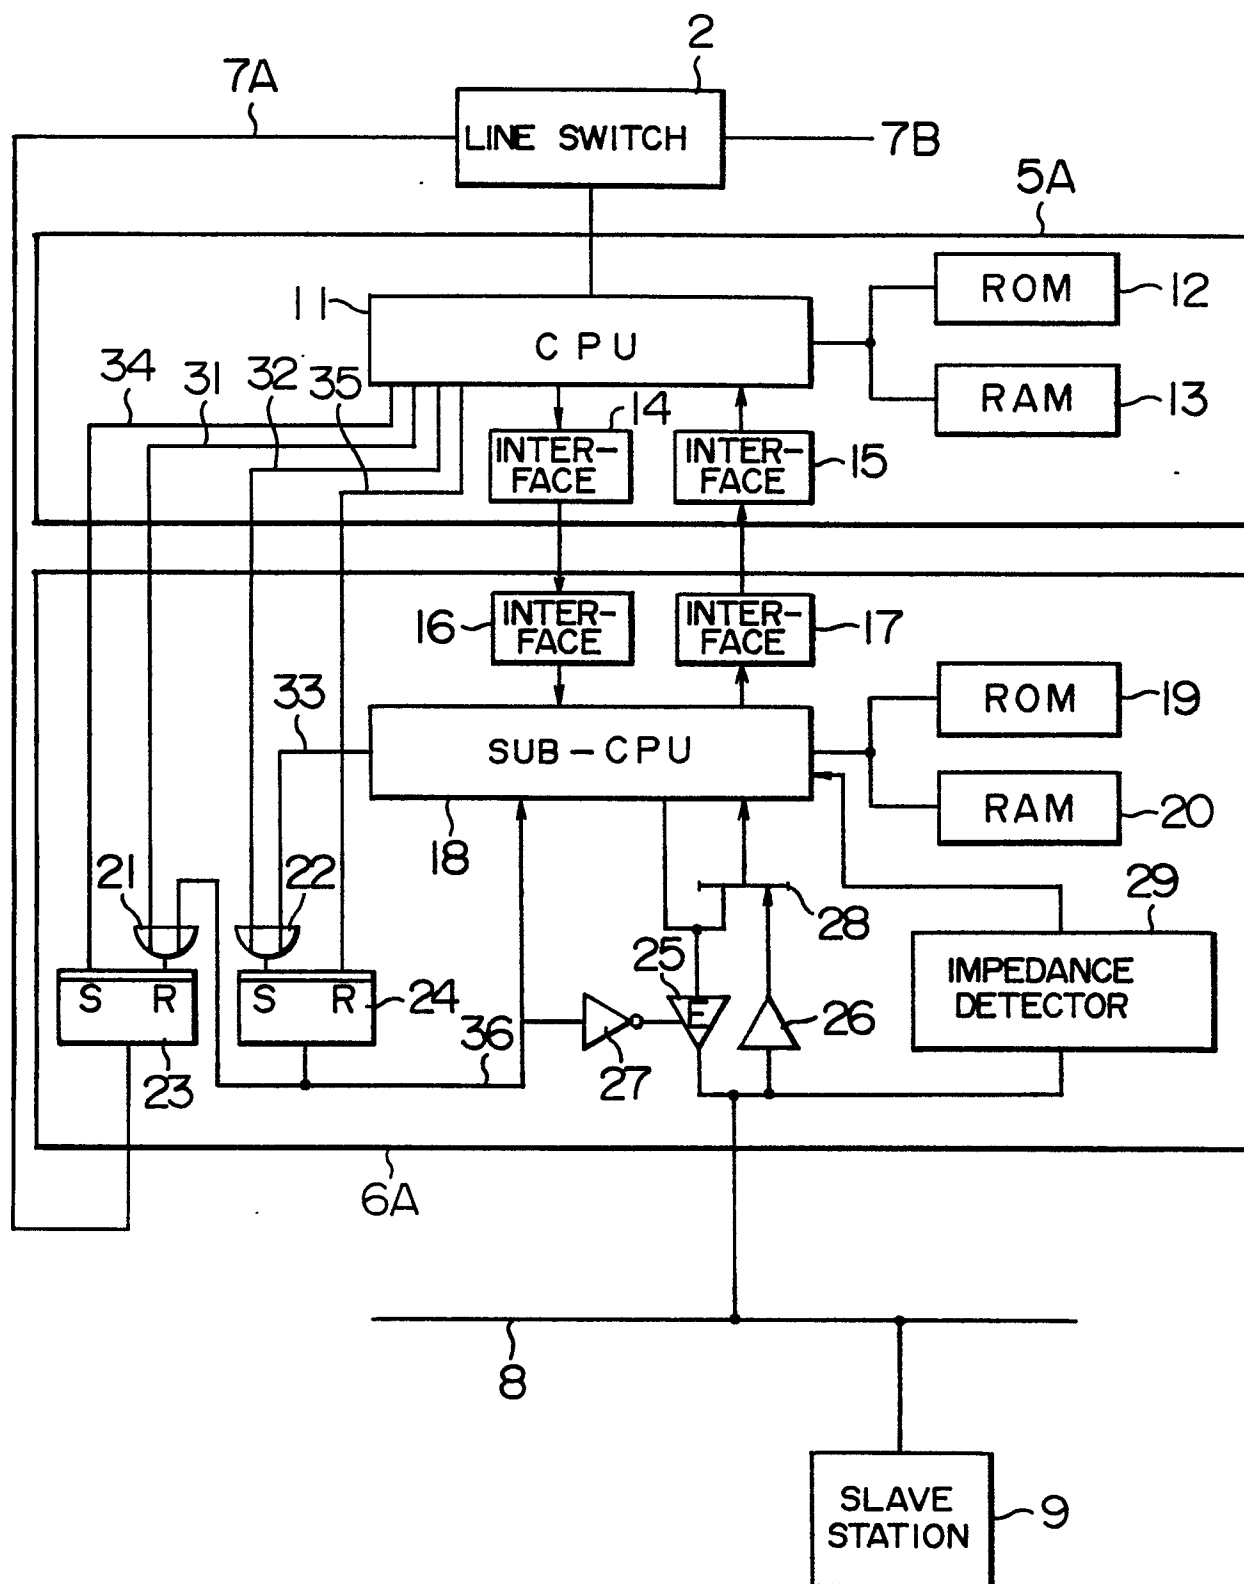 2
7A
LINE SWITCH
7B
5A
11
CPU
ROM
12
RAM
13
34
31
32
35
INTER-
FACE
14
INTER-
FACE
15
16
INTER-
FACE
INTER-
FACE
17
33
SUB-CPU
18
ROM
19
RAM
20
21
22
28
29
IMPEDANCE
DETECTOR
S R
23
S R
24
25
E
26
27
36
6A
8
SLAVE
STATION
9